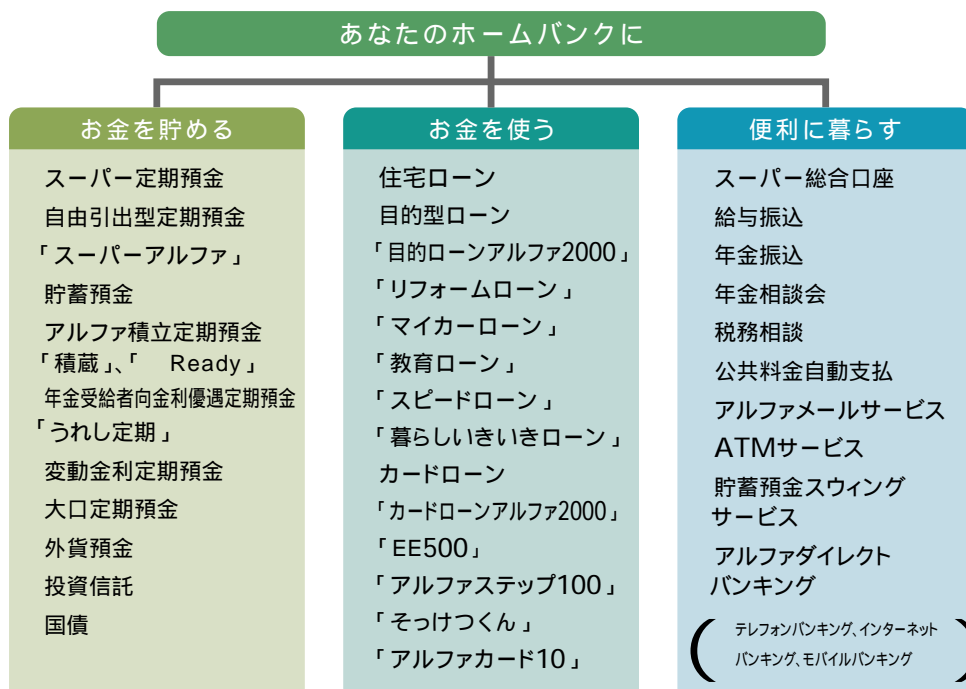 あなたのホームバンクに
お金を貯める
スーパー定期預金
自由引出型定期預金
「スーパーアルファ」
貯蓄預金
アルファ積立定期預金
「積蔵」、「　Ready」
年金受給者向金利優遇定期預金
「うれし定期」
変動金利定期預金
大口定期預金
外貨預金
投資信託
国債
お金を使う
住宅ローン
目的型ローン
「目的ローンアルファ2000」
「リフォームローン」
「マイカーローン」
「教育ローン」
「スピードローン」
「暮らしいきいきローン」
カードローン
「カードローンアルファ2000」
「EE500」
「アルファステップ100」
「そっけつくん」
「アルファカード10」
便利に暮らす
スーパー総合口座
給与振込
年金振込
年金相談会
税務相談
公共料金自動支払
アルファメールサービス
ATMサービス
貯蓄預金スウィング
サービス
アルファダイレクト
バンキング
(テレフォンバンキング、インターネット
バンキング、モバイルバンキング)